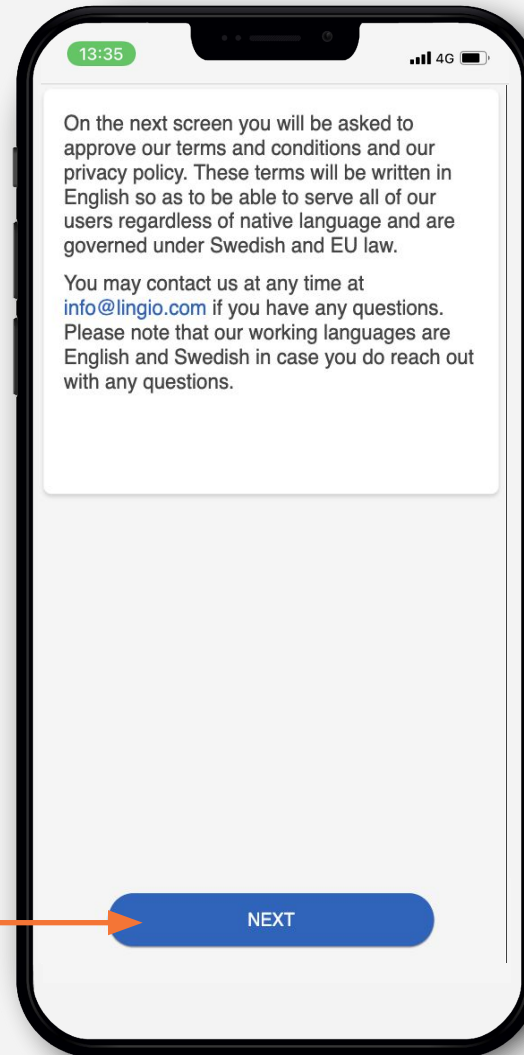 13:35
4G
On the next screen you will be asked to
approve our terms and conditions and our
privacy policy. These terms will be written in
English so as to be able to serve all of our
users regardless of native language and are
governed under Swedish and EU law.
You may contact us at any time at
info@lingio.com if you have any questions.
Please note that our working languages are
English and Swedish in case you do reach out
with any questions.
NEXT